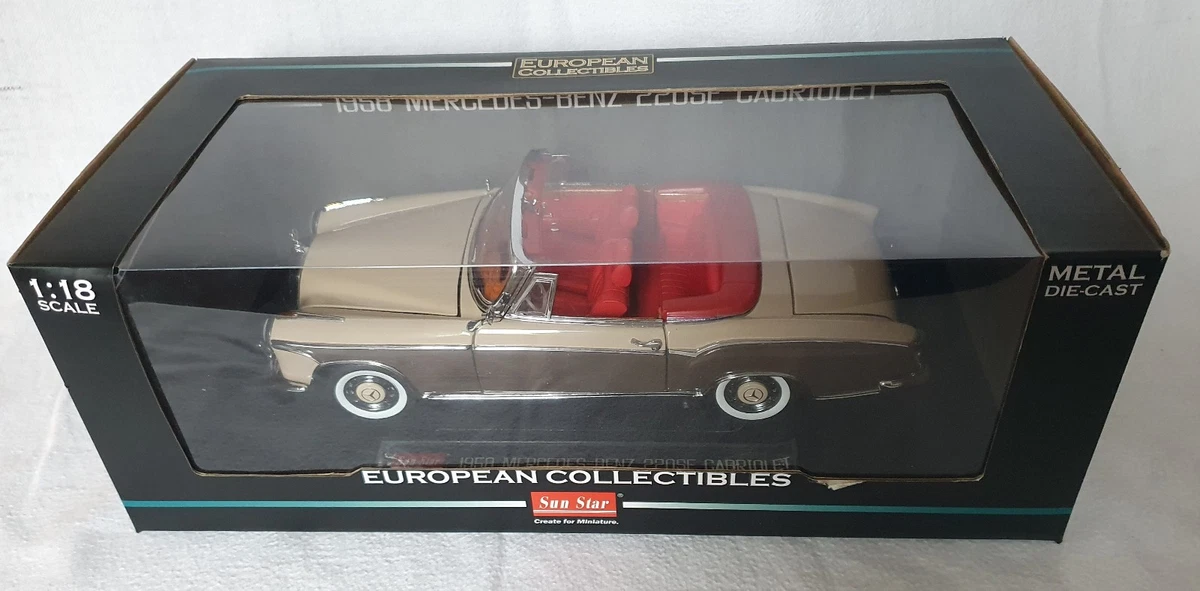 EUROPEAN
COLLECTIBLES
1958 MERCEDES-BENZ 220SE CABRIOLET
1:18
SCALE
METAL
DIE-CAST
1958 MERCEDES-BENZ 220SE CABRIOLET
EUROPEAN COLLECTIBLES
Sun Star®
Create for Miniature.